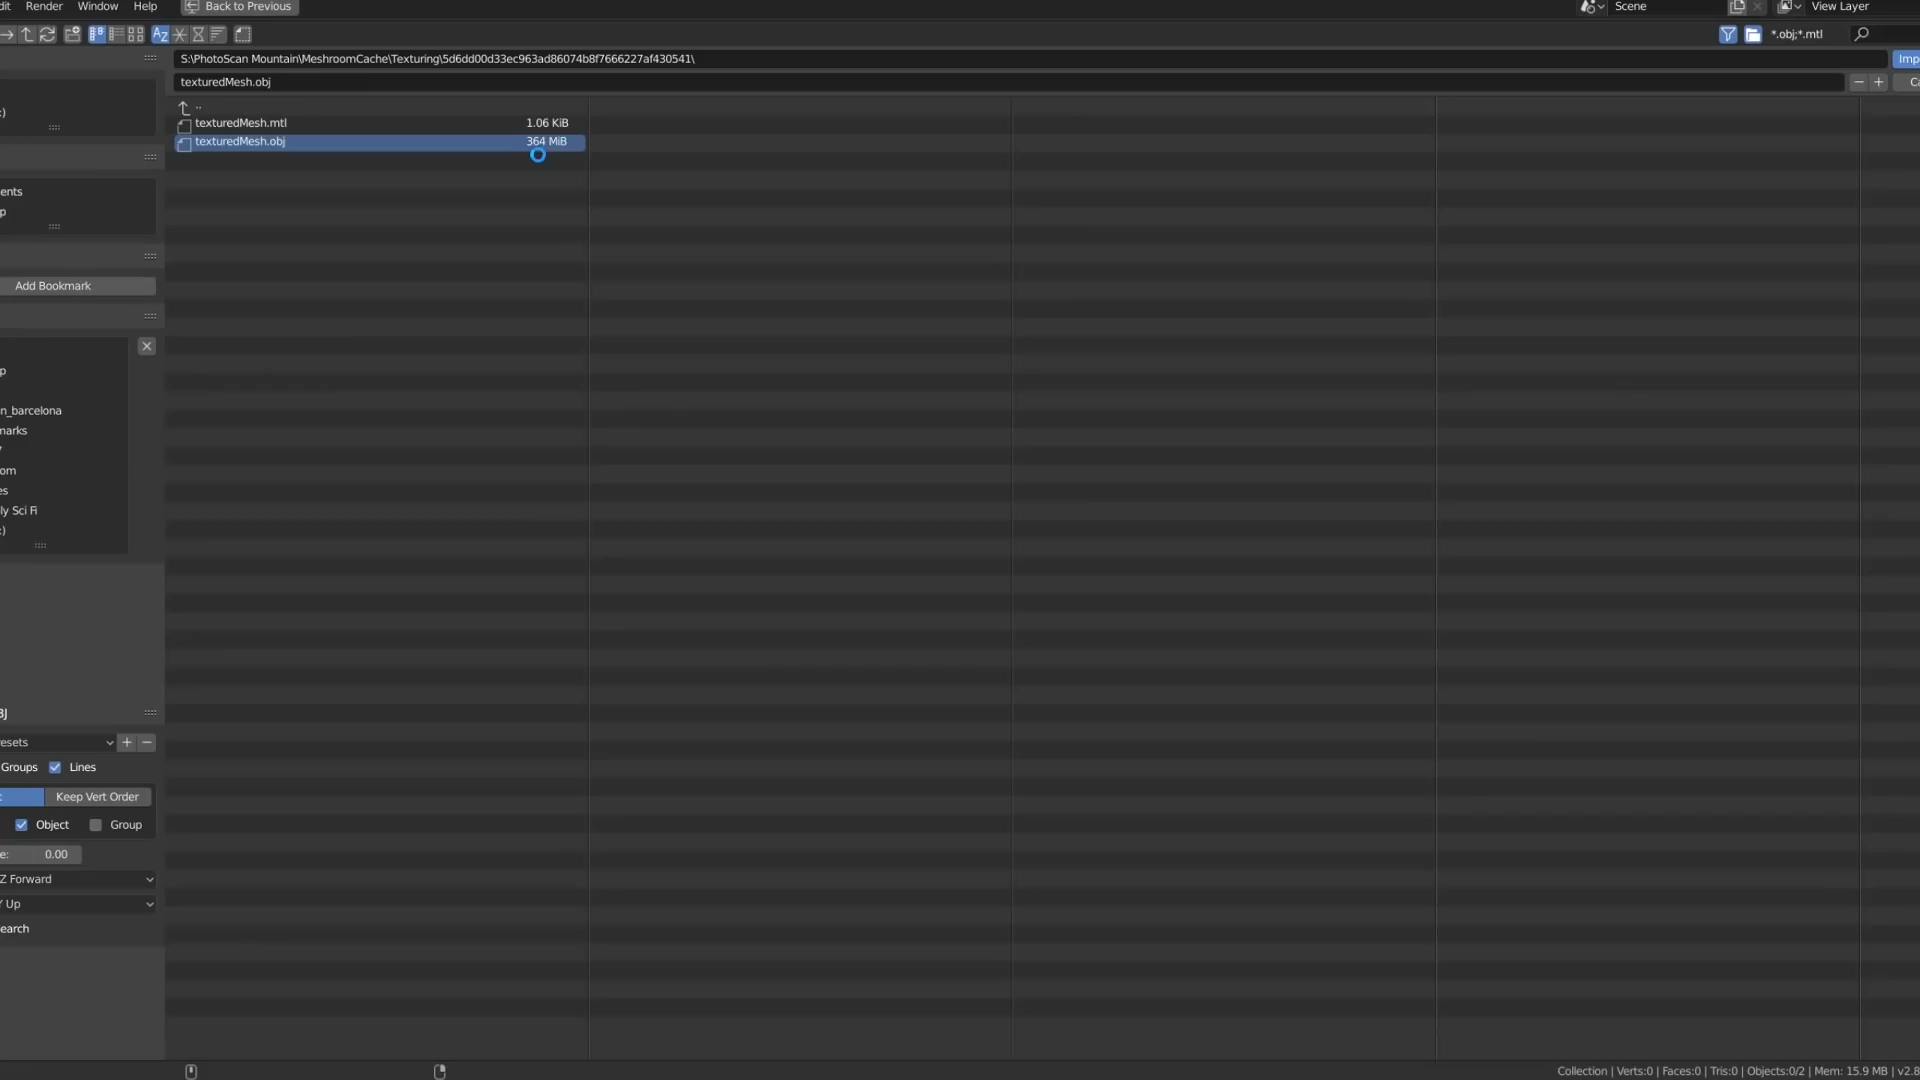 dit Render Window Help Back to Previous Scene View Layer
*.obj;*.mtl
S:\PhotoScan Mountain\MeshroomCache\Texturing\5d6dd00d33ec963ad86074b8f7666227af430541\ Imp
texturedMesh.obj Ca
:)
..
texturedMesh.mtl 1.06 KiB
texturedMesh.obj 364 MiB
ents
p
Add Bookmark
p
n_barcelona
marks
om
es
ly Sci Fi
:)
BJ
esets
Groups Lines
Keep Vert Order
Object Group
e: 0.00
Z Forward
Y Up
earch
Collection | Verts:0 | Faces:0 | Tris:0 | Objects:0/2 | Mem: 15.9 MB | v2.8